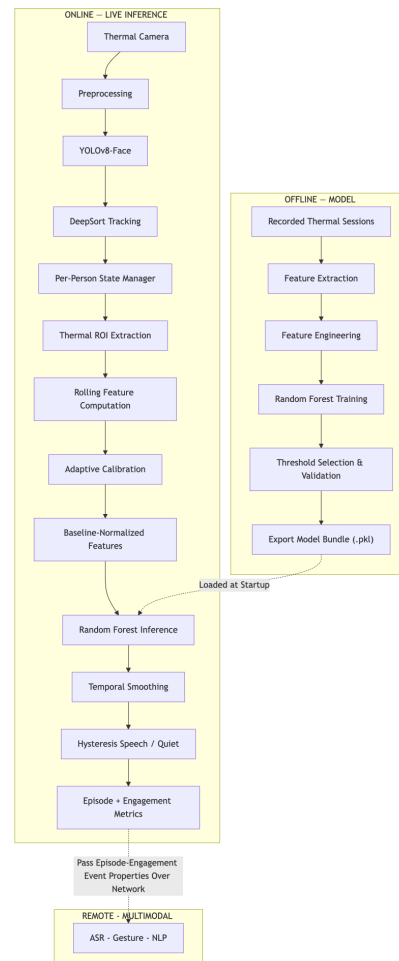 ONLINE — LIVE INFERENCE
Thermal Camera
Preprocessing
YOLOv8-Face
DeepSort Tracking
Per-Person State Manager
Thermal ROI Extraction
Rolling Feature
Computation
Adaptive Calibration
Baseline-Normalized
Features
OFFLINE — MODEL
Recorded Thermal Sessions
Feature Extraction
Feature Engineering
Random Forest Training
Threshold Selection &
Validation
Export Model Bundle (.pkl)
Loaded at Startup
Random Forest Inference
Temporal Smoothing
Hysteresis Speech / Quiet
Episode + Engagement
Metrics
Pass Episode-Engagement
Event Properties Over
Network
REMOTE - MULTIMODAL
ASR - Gesture - NLP